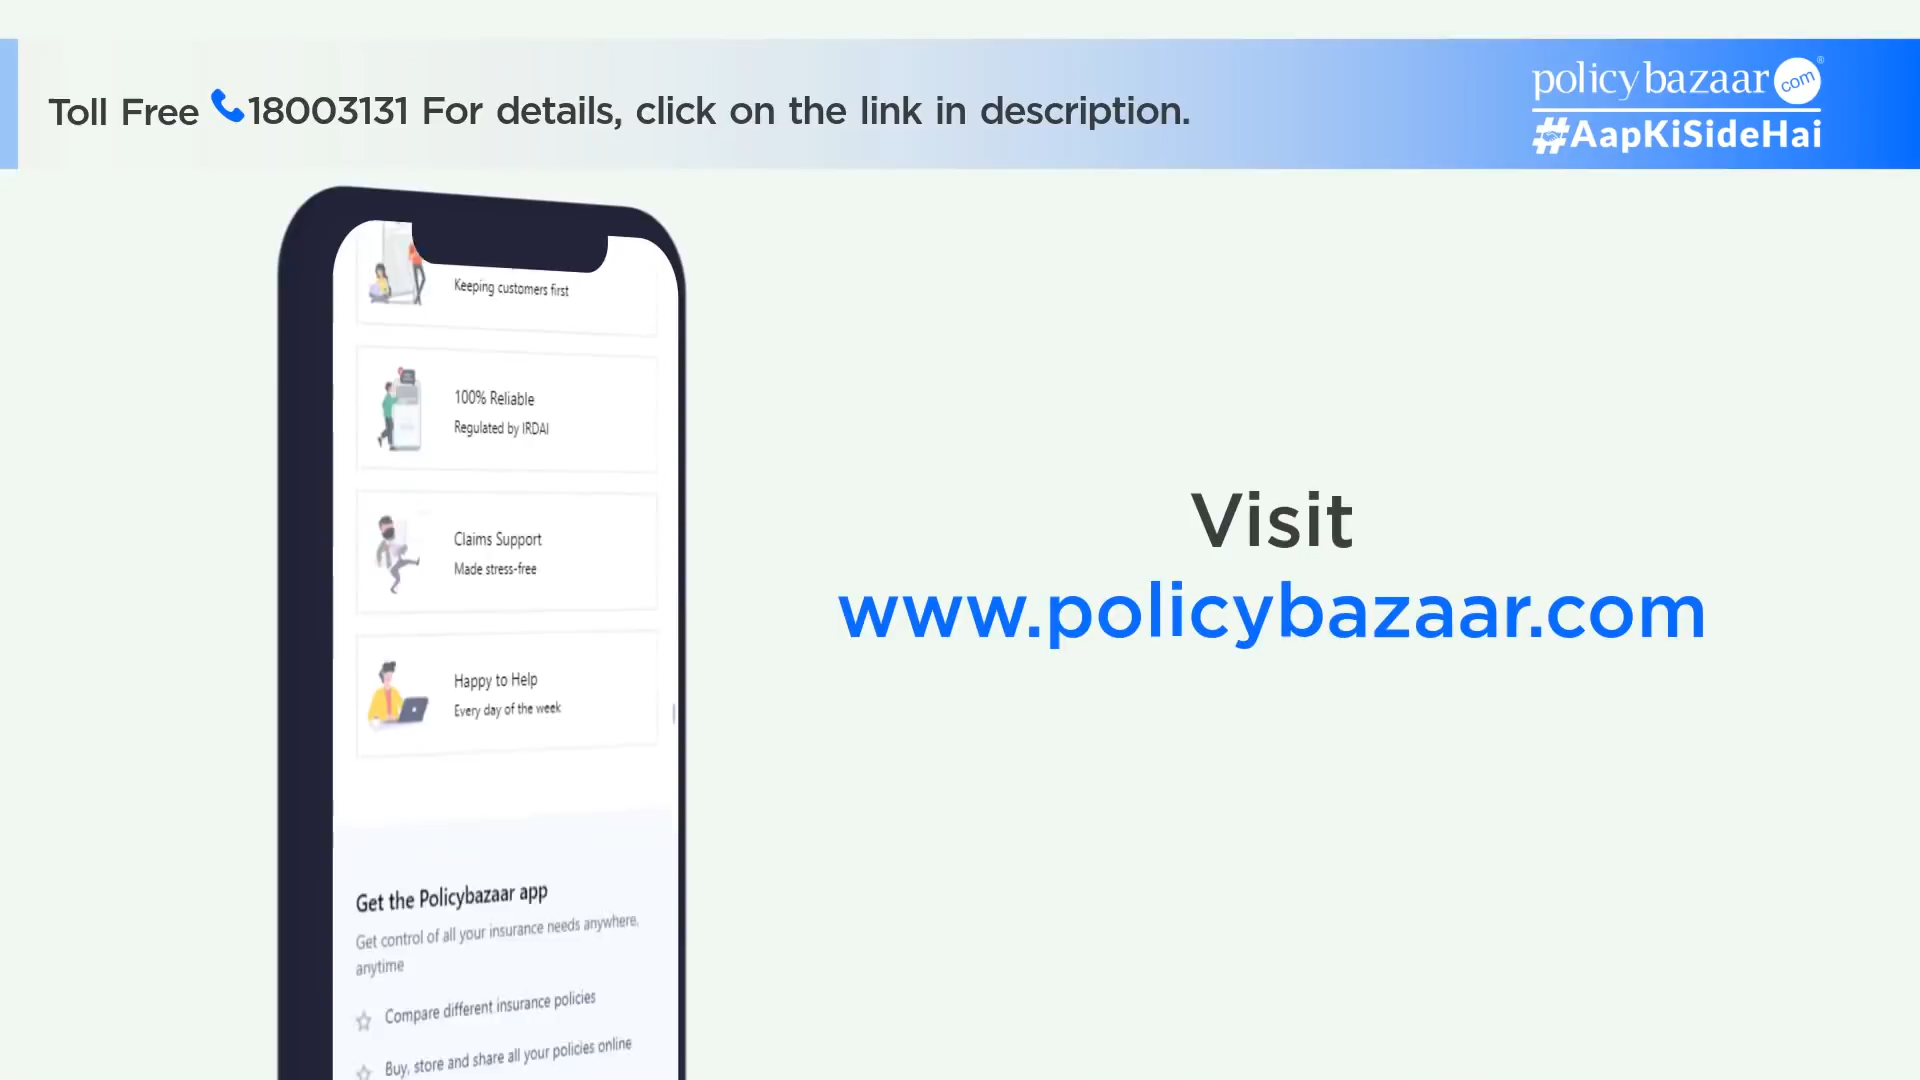 Toll Free 18003131 For details, click on the link in description.
policybazaar com®
#AapKiSideHai
Keeping customers first
100% Reliable
Regulated by IRDAI
Claims Support
Made stress-free
Happy to Help
Every day of the week
Get the Policybazaar app
Get control of all your insurance needs anywhere,
anytime
Compare different insurance policies
Buy, store and share all your policies online
Visit
www.policybazaar.com